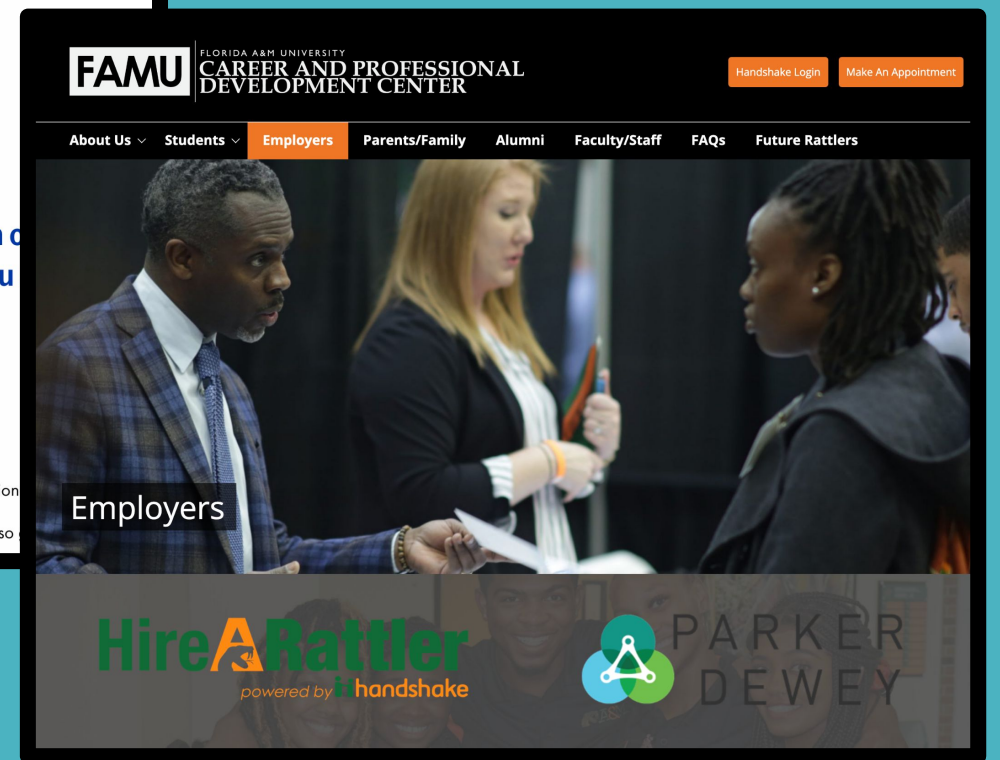 FAMU
FLORIDA A&M UNIVERSITY
CAREER AND PROFESSIONAL
DEVELOPMENT CENTER
Handshake Login
Make An Appointment
About Us
Students
Employers
Parents/Family
Alumni
Faculty/Staff
FAQs
Future Rattlers
Employers
HireARattler
powered by handshake
PARKER
DEWEY